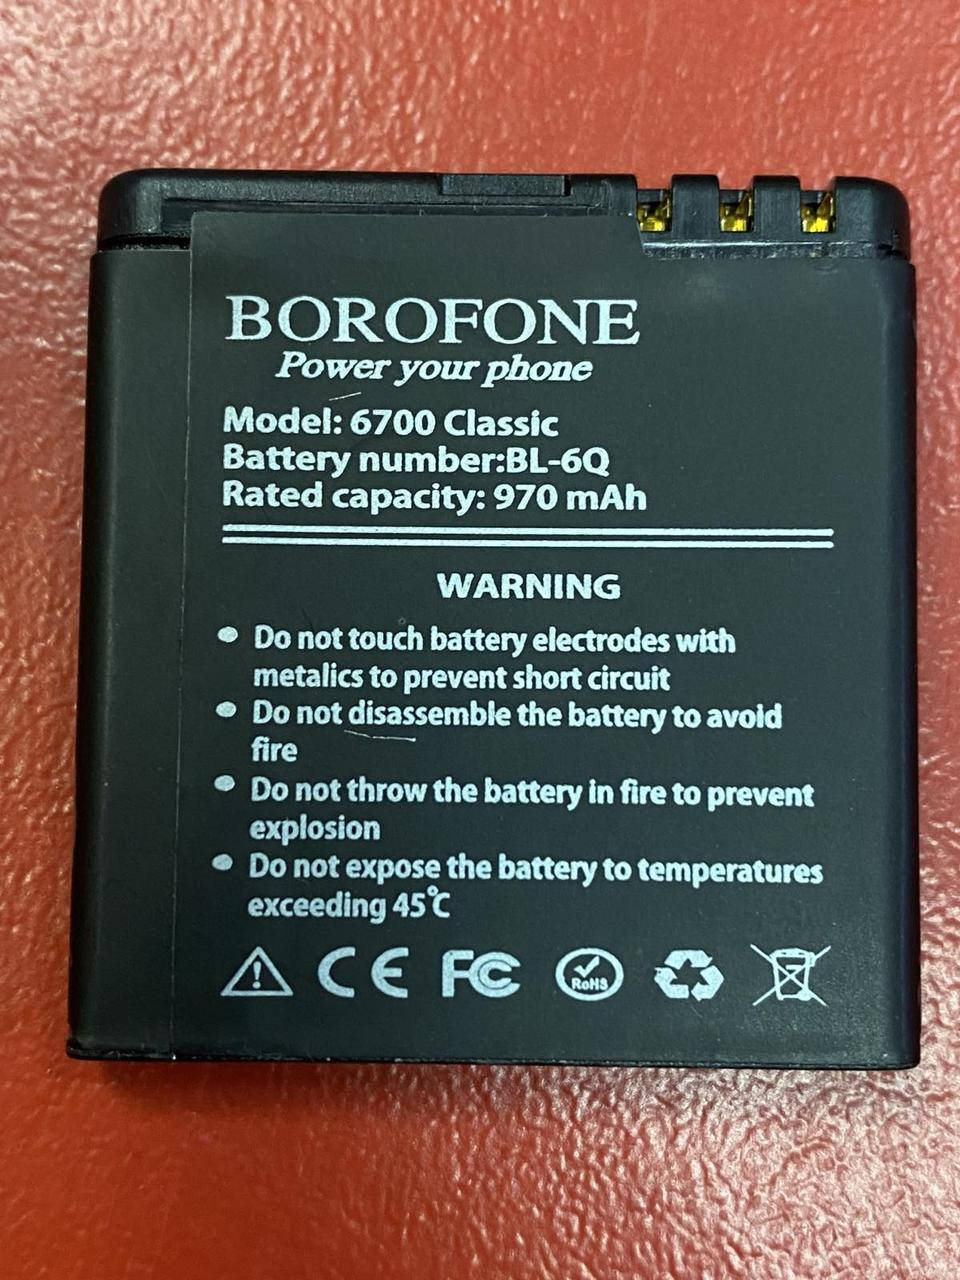 BOROFONE
Power your phone
Model: 6700 Classic
Battery number:BL-6Q
Rated capacity: 970 mAh
WARNING
• Do not touch battery electrodes with
metalics to prevent short circuit
• Do not disassemble the battery to avoid
fire
• Do not throw the battery in fire to prevent
explosion
• Do not expose the battery to temperatures
exceeding 45℃
CE FC RoHS